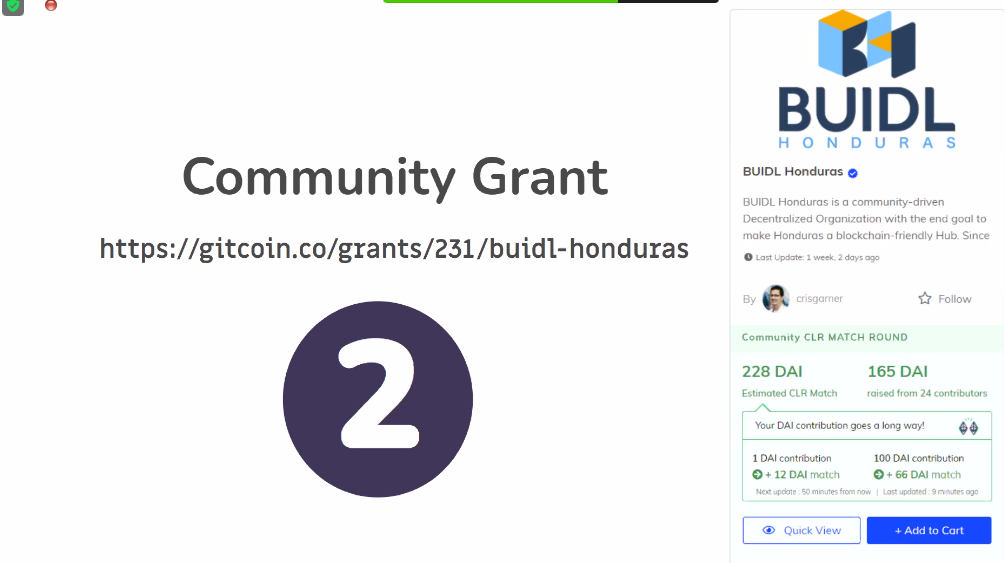 Community Grant
https://gitcoin.co/grants/231/buidl-honduras
2
BUIDL
HONDURAS
BUIDL Honduras
BUIDL Honduras is a community-driven
Decentralized Organization with the end goal to
make Honduras a blockchain-friendly Hub. Since
Last Update: 1 week, 2 days ago
By crisgarner Follow
Community CLR MATCH ROUND
228 DAI 165 DAI
Estimated CLR Match raised from 24 contributors
Your DAI contribution goes a long way!
1 DAI contribution 100 DAI contribution
+ 12 DAI match + 66 DAI match
Next update : 50 minutes from now | Last updated : 9 minutes ago
Quick View + Add to Cart